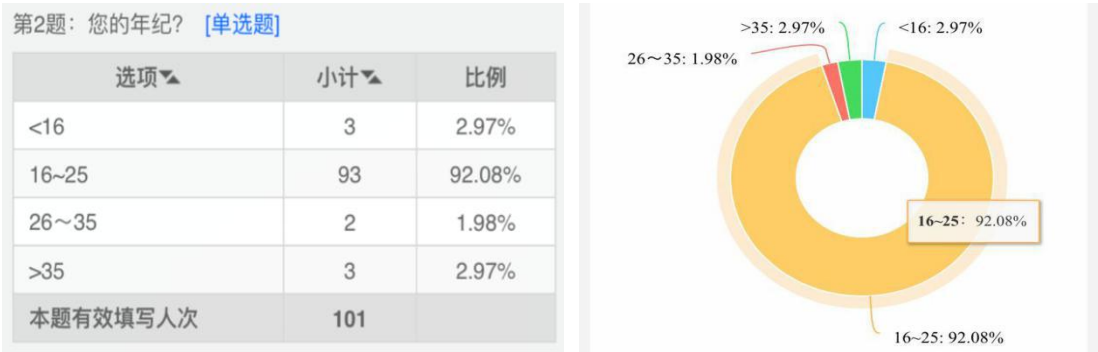 第2题：您的年纪？ [单选题]
选项 小计 比例
<16 3 2.97%
16~25 93 92.08%
26～35 2 1.98%
>35 3 2.97%
本题有效填写人次 101
>35: 2.97%
<16: 2.97%
26～35: 1.98%
16~25: 92.08%
16~25: 92.08%